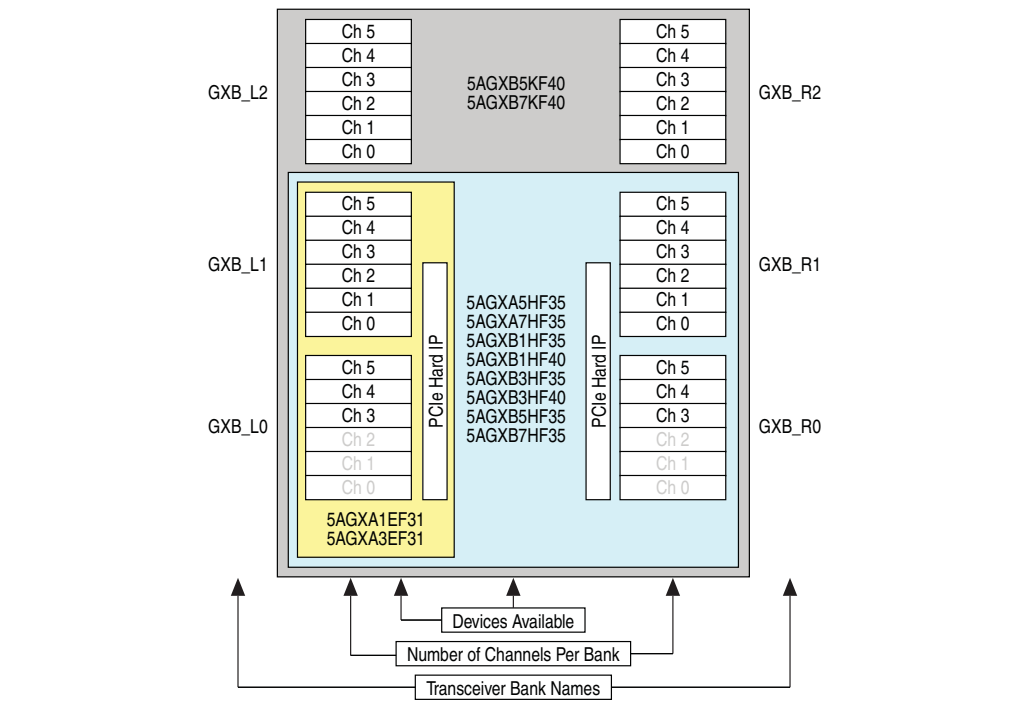 Ch 5
Ch 4
Ch 3
Ch 2
Ch 1
Ch 0
GXB_L2
5AGXB5KF40
5AGXB7KF40
Ch 5
Ch 4
Ch 3
Ch 2
Ch 1
Ch 0
GXB_R2
Ch 5
Ch 4
Ch 3
Ch 2
Ch 1
Ch 0
GXB_L1
Ch 5
Ch 4
Ch 3
Ch 2
Ch 1
Ch 0
GXB_R1
PCIe Hard IP
5AGXA5HF35
5AGXA7HF35
5AGXB1HF35
5AGXB1HF40
5AGXB3HF35
5AGXB3HF40
5AGXB5HF35
5AGXB7HF35
PCIe Hard IP
Ch 5
Ch 4
Ch 3
Ch 2
Ch 1
Ch 0
GXB_L0
Ch 5
Ch 4
Ch 3
Ch 2
Ch 1
Ch 0
GXB_R0
5AGXA1EF31
5AGXA3EF31
Devices Available
Number of Channels Per Bank
Transceiver Bank Names